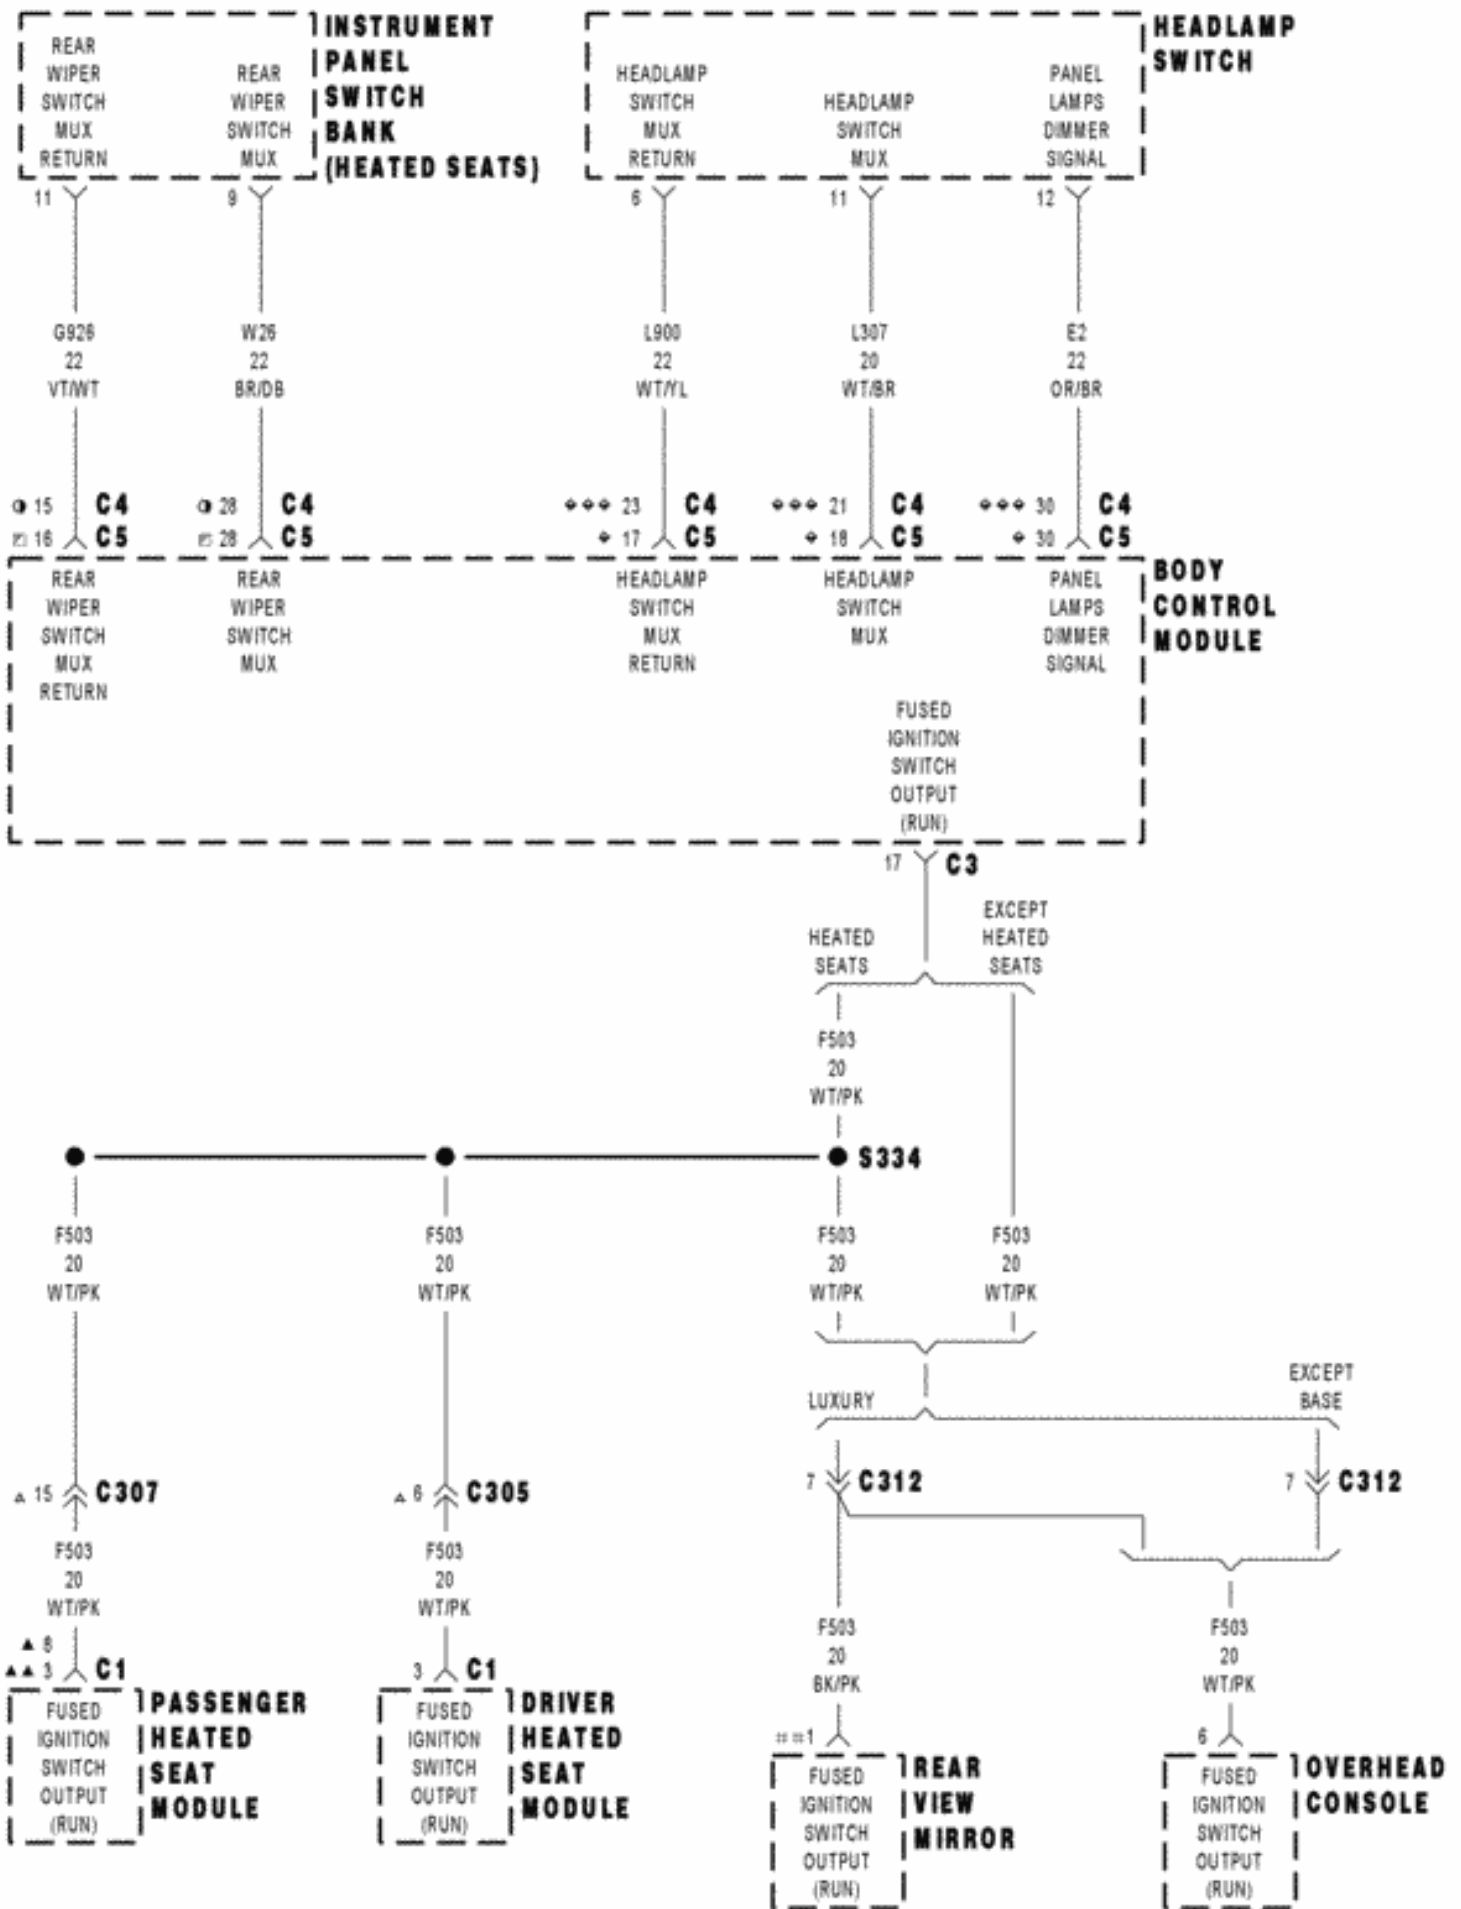 INSTRUMENT
PANEL
SWITCH
BANK
(HEATED SEATS)
REAR
WIPER
SWITCH
MUX
RETURN
REAR
WIPER
SWITCH
MUX
HEADLAMP
SWITCH
HEADLAMP
SWITCH
MUX
RETURN
HEADLAMP
SWITCH
MUX
PANEL
LAMPS
DIMMER
SIGNAL
11
9
6
11
12
G926
22
VT/WT
W26
22
BR/DB
L900
22
WT/YL
L307
20
WT/BR
E2
22
OR/BR
15 C4
16 C5
28 C4
28 C5
23 C4
17 C5
21 C4
18 C5
30 C4
30 C5
BODY
CONTROL
MODULE
REAR
WIPER
SWITCH
MUX
RETURN
REAR
WIPER
SWITCH
MUX
HEADLAMP
SWITCH
MUX
RETURN
HEADLAMP
SWITCH
MUX
PANEL
LAMPS
DIMMER
SIGNAL
FUSED
IGNITION
SWITCH
OUTPUT
(RUN)
17 C3
HEATED
SEATS
EXCEPT
HEATED
SEATS
F503
20
WT/PK
S334
F503
20
WT/PK
F503
20
WT/PK
F503
20
WT/PK
F503
20
WT/PK
LUXURY
EXCEPT
BASE
15 C307
6 C305
7 C312
7 C312
F503
20
WT/PK
F503
20
WT/PK
F503
20
BK/PK
F503
20
WT/PK
8
3 C1
3 C1
##1
6
FUSED
IGNITION
SWITCH
OUTPUT
(RUN)
PASSENGER
HEATED
SEAT
MODULE
FUSED
IGNITION
SWITCH
OUTPUT
(RUN)
DRIVER
HEATED
SEAT
MODULE
FUSED
IGNITION
SWITCH
OUTPUT
(RUN)
REAR
VIEW
MIRROR
FUSED
IGNITION
SWITCH
OUTPUT
(RUN)
OVERHEAD
CONSOLE